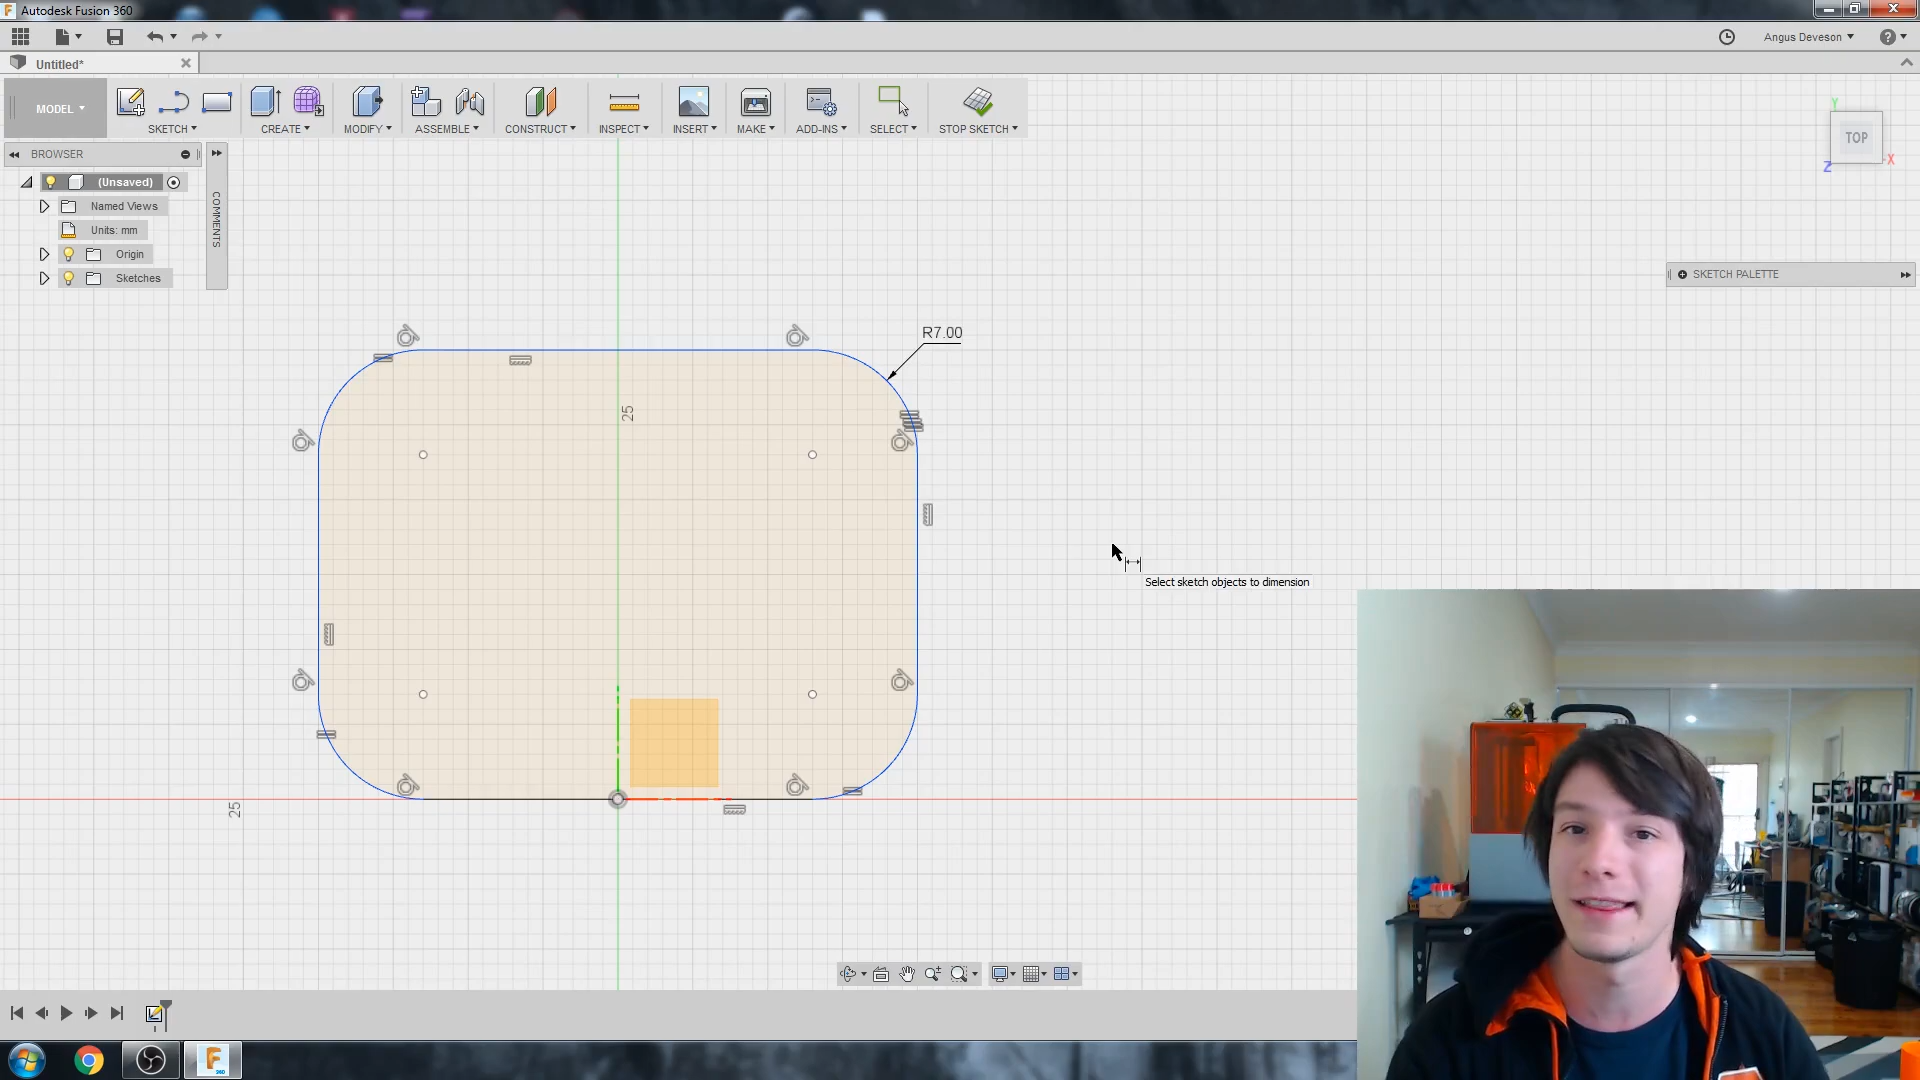 Autodesk Fusion 360
Angus Deveson
Untitled*
MODEL
SKETCH
CREATE
MODIFY
ASSEMBLE
CONSTRUCT
INSPECT
INSERT
MAKE
ADD-INS
SELECT
STOP SKETCH
BROWSER
(Unsaved)
Named Views
Units: mm
Origin
Sketches
COMMENTS
Y
TOP
X
Z
SKETCH PALETTE
R7.00
25
Select sketch objects to dimension
25
F
360